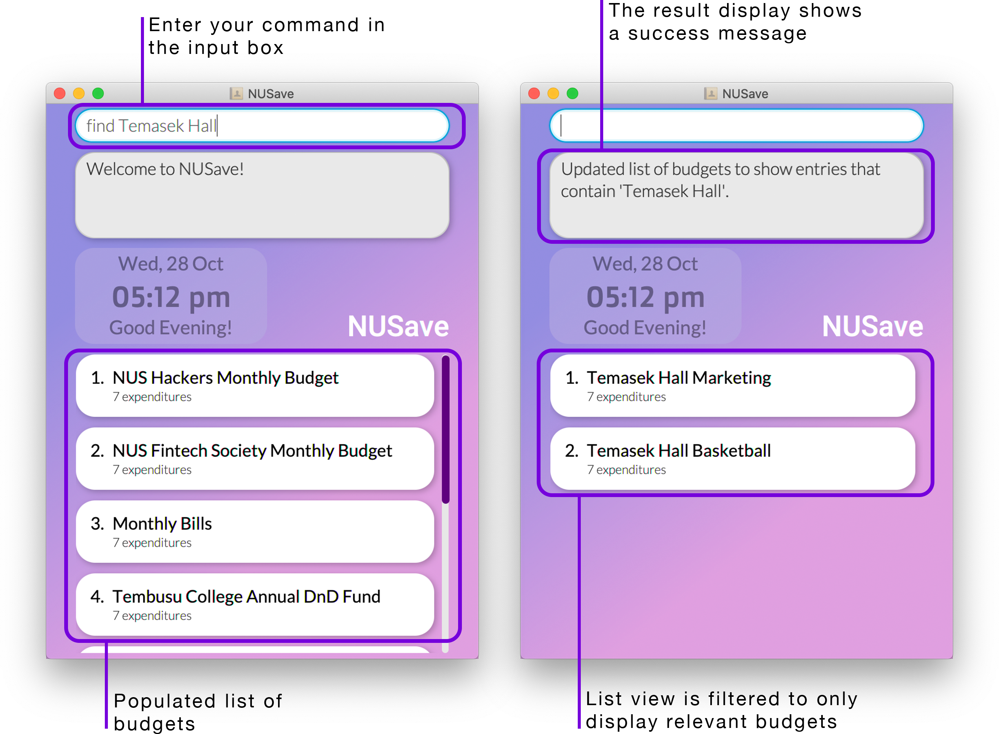 Enter your command in
the input box
NUSave
find Temasek Hall
Welcome to NUSave!
Wed, 28 Oct
05:12 pm
Good Evening!
NUSave
1. NUS Hackers Monthly Budget
7 expenditures
2. NUS Fintech Society Monthly Budget
7 expenditures
3. Monthly Bills
7 expenditures
4. Tembusu College Annual DnD Fund
7 expenditures
Populated list of
budgets
The result display shows
a success message
NUSave
Updated list of budgets to show entries that
contain 'Temasek Hall'.
Wed, 28 Oct
05:12 pm
Good Evening!
NUSave
1. Temasek Hall Marketing
7 expenditures
2. Temasek Hall Basketball
7 expenditures
List view is filtered to only
display relevant budgets